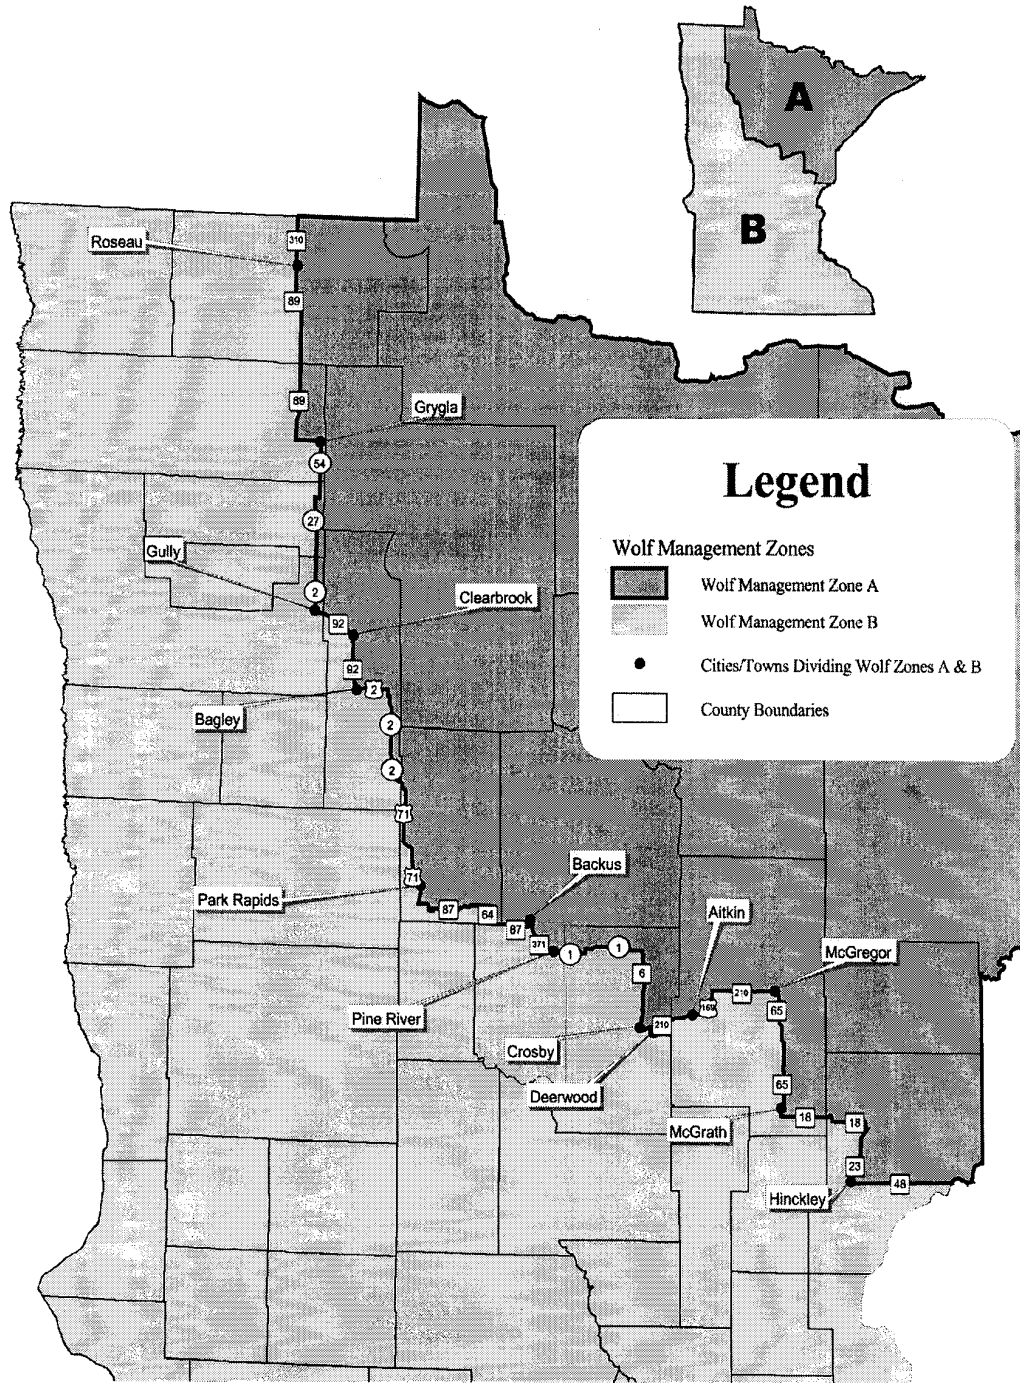 A
B
Roseau
310
89
89
Grygla
54
27
Gully
2
92
Clearbrook
92
2
Bagley
2
2
71
71
Park Rapids
87
64
87
Backus
371
1
1
Pine River
6
Aitkin
McGregor
210
169
210
65
Crosby
Deerwood
65
McGrath
18
18
23
Hinckley
48
Legend
Wolf Management Zones
Wolf Management Zone A
Wolf Management Zone B
Cities/Towns Dividing Wolf Zones A & B
County Boundaries